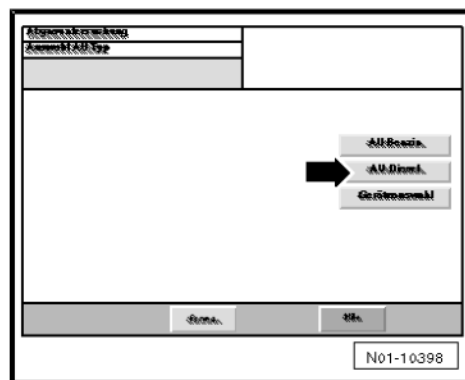 Abgasuntersuchung
Auswahl AU Typ
AU-Benzin
AU-Diesel
Geräteauswahl
N01-10398